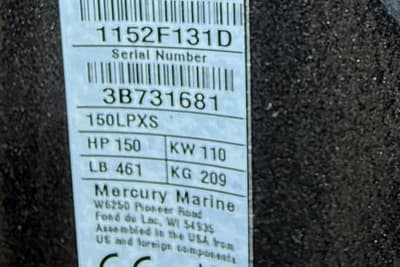 1152F131D
Serial Number
3B731681
150LPXS
HP 150 KW 110
LB 461 KG 209
Mercury Marine
W6250 Pioneer Road
Fond du Lac, WI 54935
Assembled in the USA from
US and foreign components
CE